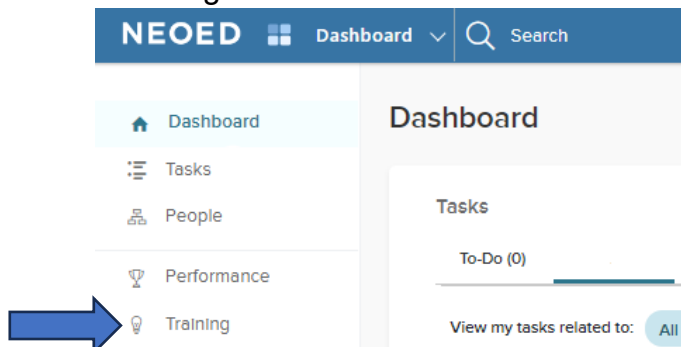 NEOED Dashboard Search
Dashboard
Tasks
People
Performance
Training
Dashboard
Tasks
To-Do (0)
View my tasks related to: All